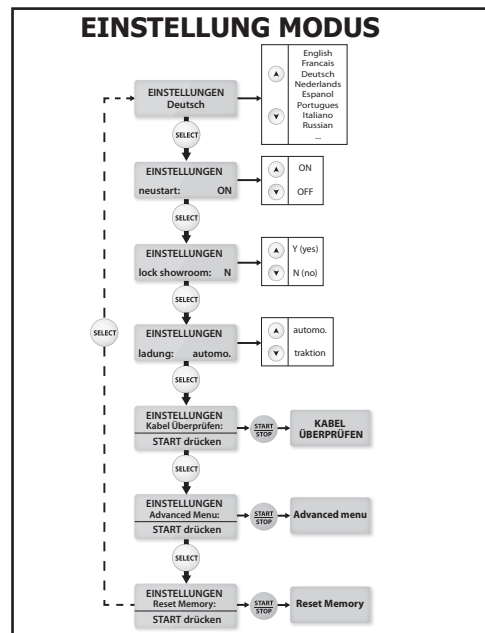 EINSTELLUNG MODUS
EINSTELLUNGEN
Deutsch
English
Francais
Deutsch
Nederlands
Espanol
Portugues
Italiano
Russian
...
SELECT
EINSTELLUNGEN
neustart: ON
ON
OFF
SELECT
EINSTELLUNGEN
lock showroom: N
Y (yes)
N (no)
SELECT
SELECT
EINSTELLUNGEN
ladung: automo.
automo.
traktion
SELECT
EINSTELLUNGEN
Kabel Überprüfen:
START drücken
START
STOP
KABEL
ÜBERPRÜFEN
SELECT
EINSTELLUNGEN
Advanced Menu:
START drücken
START
STOP
Advanced menu
SELECT
EINSTELLUNGEN
Reset Memory:
START drücken
START
STOP
Reset Memory